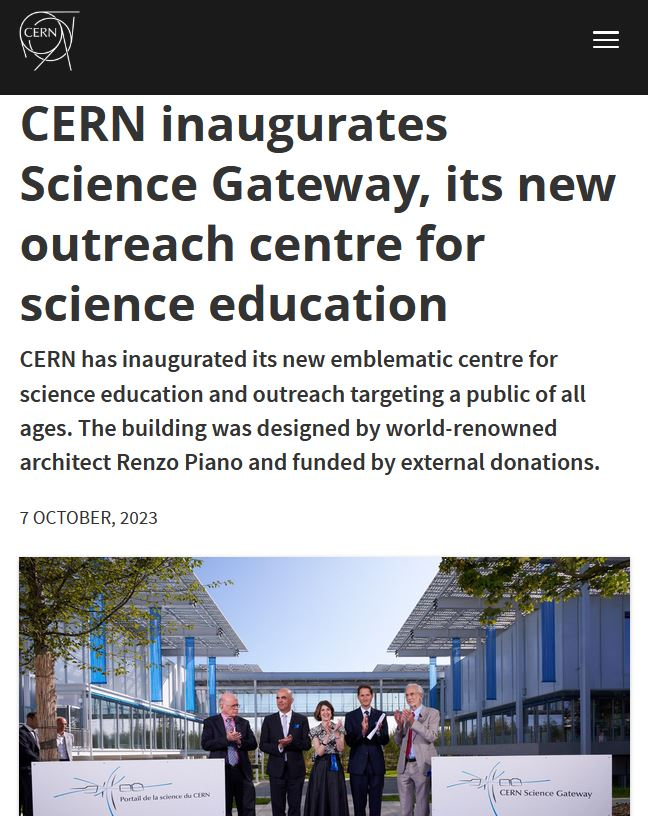 CERN
CERN inaugurates
Science Gateway, its new
outreach centre for
science education
CERN has inaugurated its new emblematic centre for
science education and outreach targeting a public of all
ages. The building was designed by world-renowned
architect Renzo Piano and funded by external donations.
7 OCTOBER, 2023
Portail de la science du CERN
CERN Science Gateway